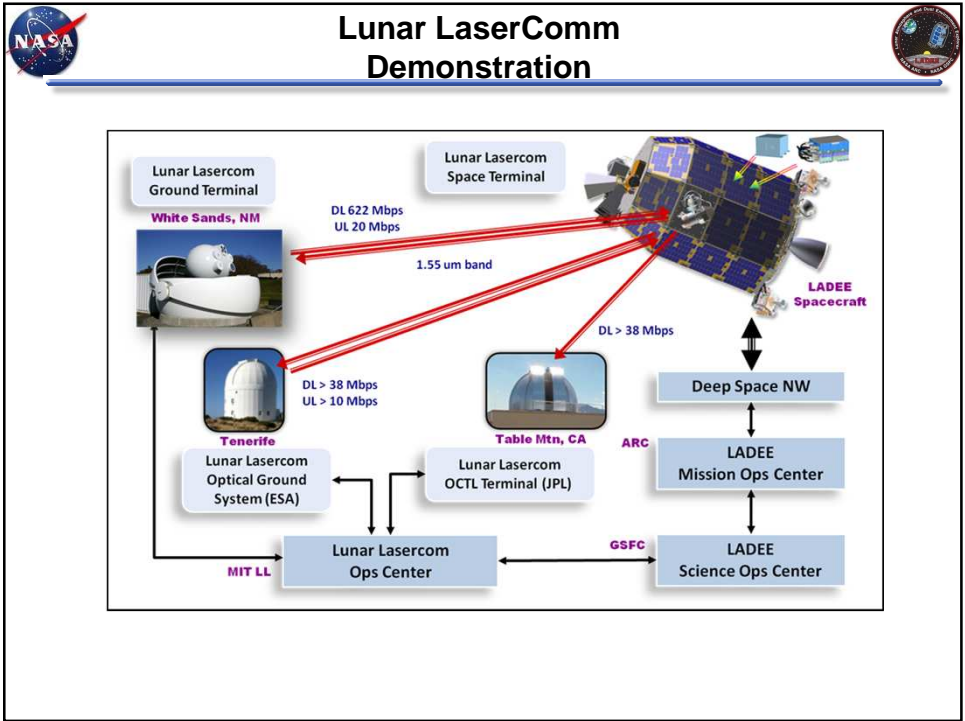 NASA
Lunar LaserComm
Demonstration
LADEE
Lunar Lasercom
Ground Terminal
White Sands, NM
Lunar Lasercom
Space Terminal
DL 622 Mbps
UL 20 Mbps
1.55 um band
LADEE
Spacecraft
DL > 38 Mbps
DL > 38 Mbps
UL > 10 Mbps
Deep Space NW
Tenerife
Table Mtn, CA
ARC
LADEE
Mission Ops Center
Lunar Lasercom
Optical Ground
System (ESA)
Lunar Lasercom
OCTL Terminal (JPL)
MIT LL
Lunar Lasercom
Ops Center
GSFC
LADEE
Science Ops Center